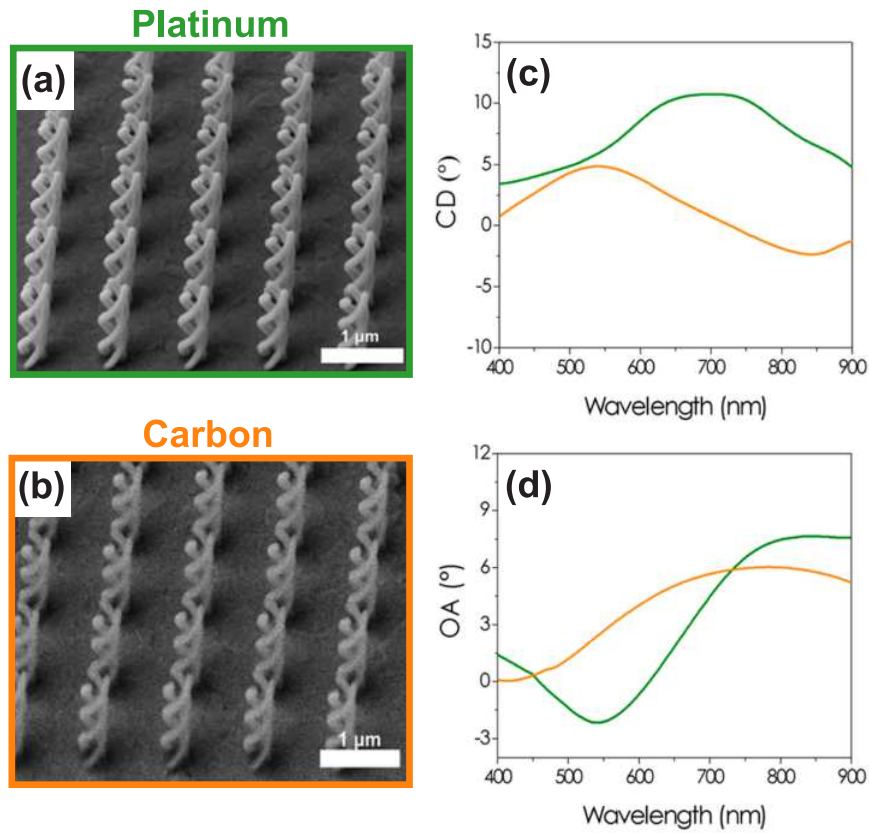 Platinum
(a)
1 µm
(c)
CD (°)
15
10
5
0
-5
-10
400 500 600 700 800 900
Wavelength (nm)
Carbon
(b)
1 µm
(d)
OA (°)
12
9
6
3
0
-3
400 500 600 700 800 900
Wavelength (nm)